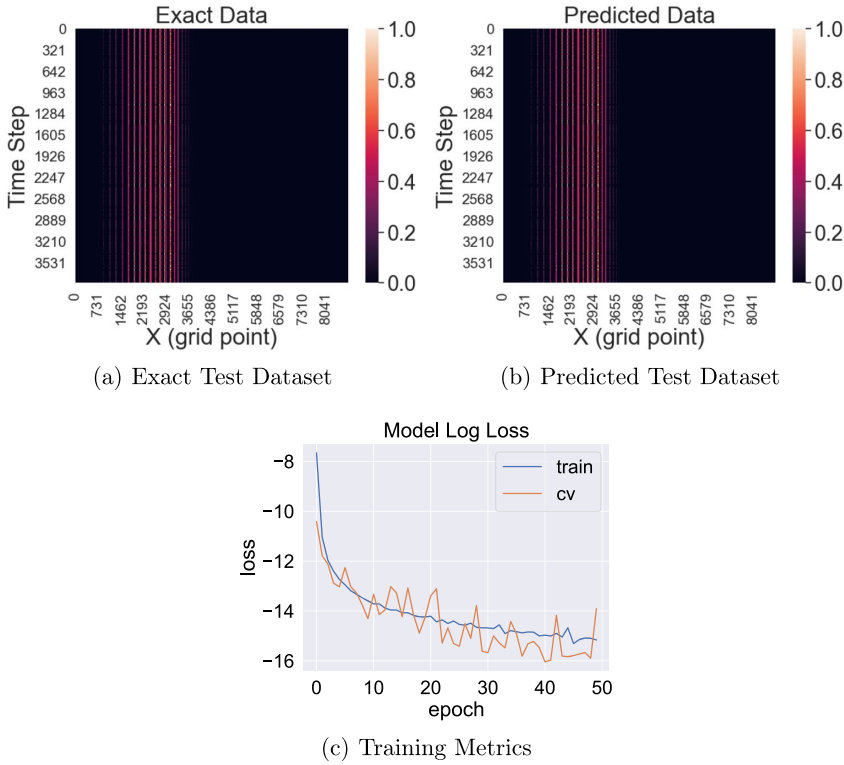 Exact Data
Time Step
0
321
642
963
1284
1605
1926
2247
2568
2889
3210
3531
0 731 1462 2193 2924 3655 4386 5117 5848 6579 7310 8041
X (grid point)
1.0
0.8
0.6
0.4
0.2
0.0
(a) Exact Test Dataset
Predicted Data
Time Step
0
321
642
963
1284
1605
1926
2247
2568
2889
3210
3531
0 731 1462 2193 2924 3655 4386 5117 5848 6579 7310 8041
X (grid point)
1.0
0.8
0.6
0.4
0.2
0.0
(b) Predicted Test Dataset
Model Log Loss
loss
−8
−10
−12
−14
−16
train
cv
0 10 20 30 40 50
epoch
(c) Training Metrics